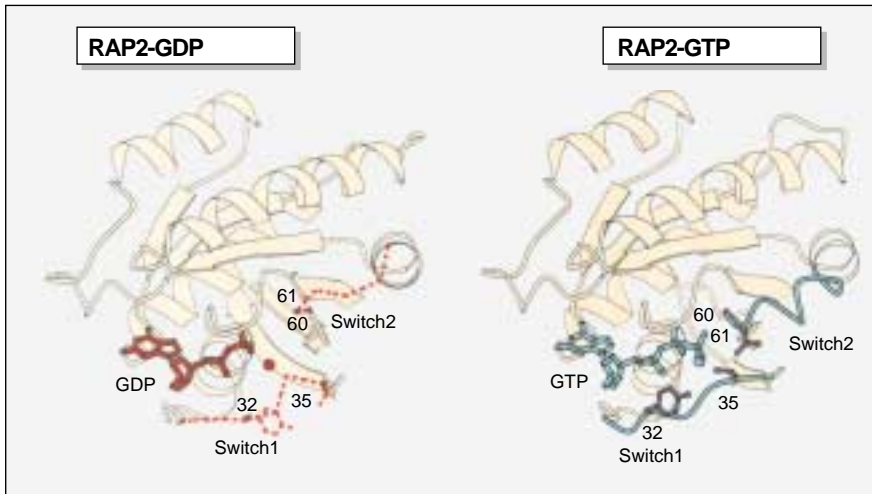 RAP2-GDP
RAP2-GTP
61
60
Switch2
GDP
32
35
Switch1
60
61
Switch2
GTP
35
32
Switch1